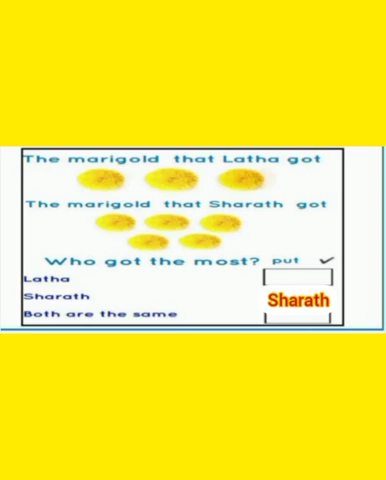 The marigold that Latha got
The marigold that Sharath got
Who got the most? put ✓
Latha
Sharath Sharath
Both are the same